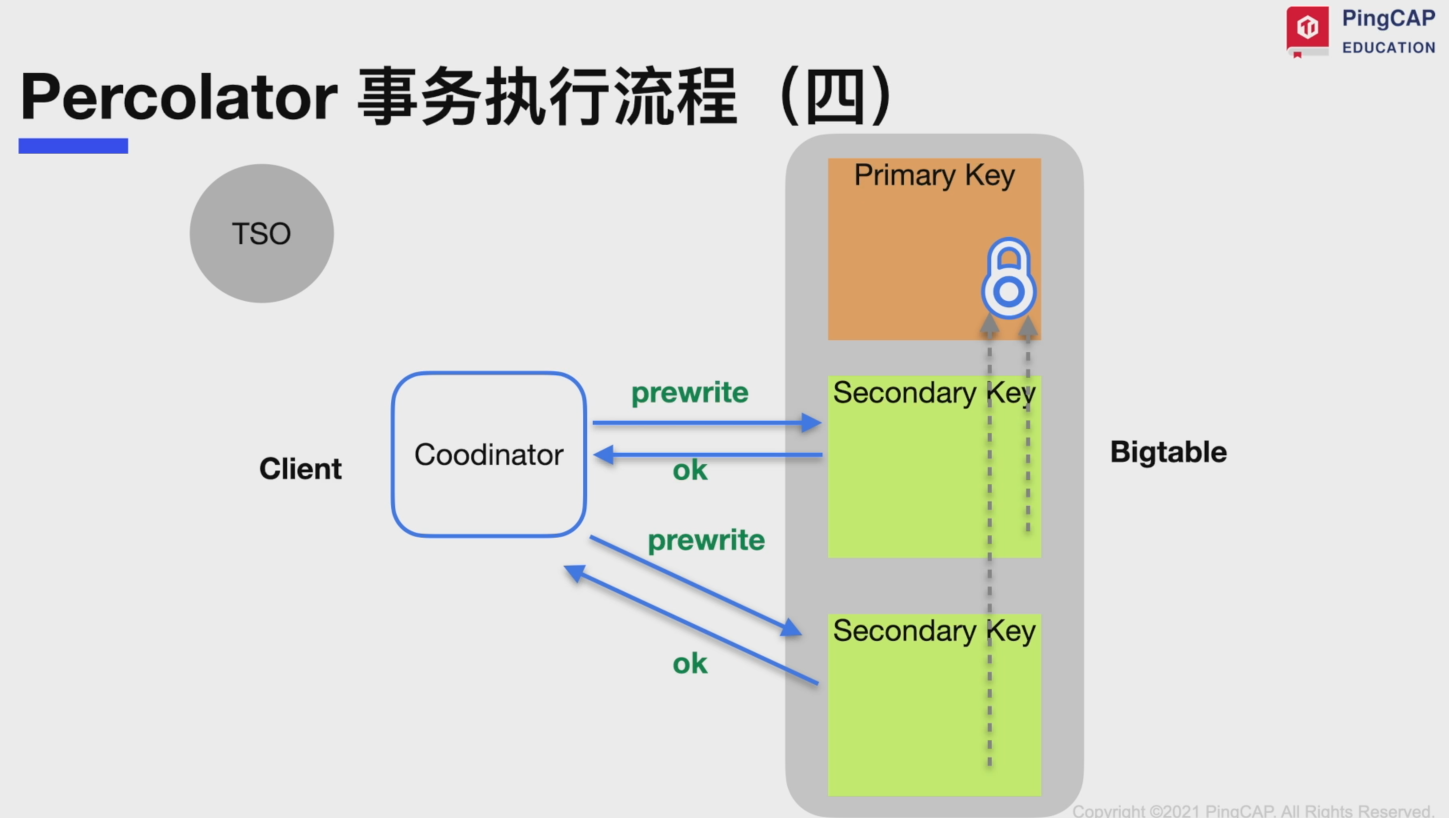 PingCAP
EDUCATION
Percolator 事务执行流程（四）
TSO
Primary Key
prewrite
Secondary Key
Client
Coodinator
ok
Bigtable
prewrite
Secondary Key
ok
Copyright ©2021 PingCAP. All Rights Reserved.